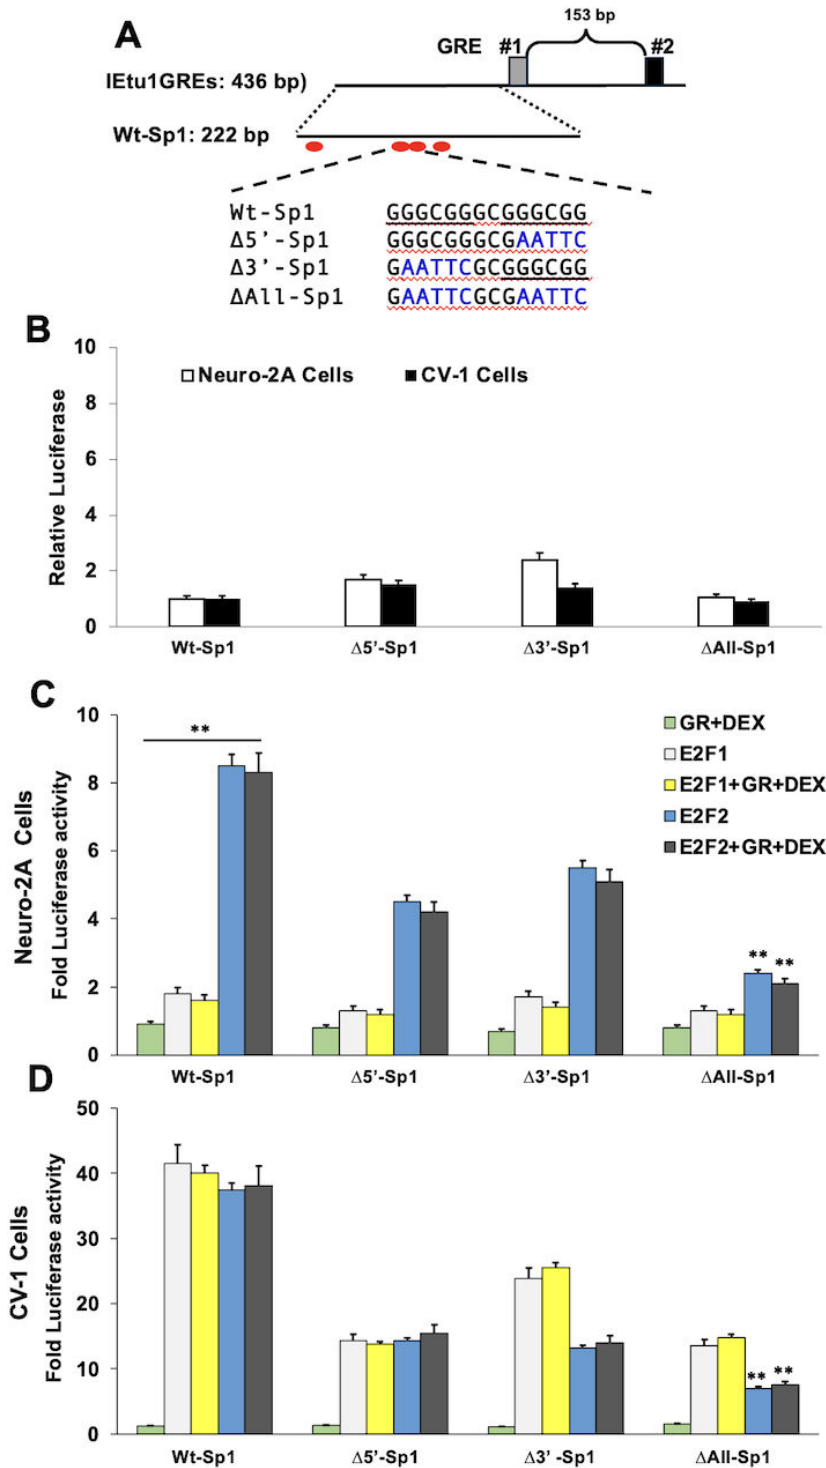 A
153 bp
GRE #1 #2
IEtu1GREs: 436 bp)
Wt-Sp1: 222 bp
Wt-Sp1 GGGCGGGCGGGCGG
Δ5’-Sp1 GGGCGGGCGAATTC
Δ3’-Sp1 GAATTCGCGGGCGG
ΔAll-Sp1 GAATTCGCGAATTC
B
Relative Luciferase
10
8
6
4
2
0
Neuro-2A Cells
CV-1 Cells
Wt-Sp1 Δ5’-Sp1 Δ3’-Sp1 ΔAll-Sp1
C
Neuro-2A Cells
Fold Luciferase activity
10
8
6
4
2
0
**
GR+DEX
E2F1
E2F1+GR+DEX
E2F2
E2F2+GR+DEX
** **
Wt-Sp1 Δ5’-Sp1 Δ3’-Sp1 ΔAll-Sp1
D
CV-1 Cells
Fold Luciferase activity
50
40
30
20
10
0
** **
Wt-Sp1 Δ5’-Sp1 Δ3’ -Sp1 ΔAll-Sp1